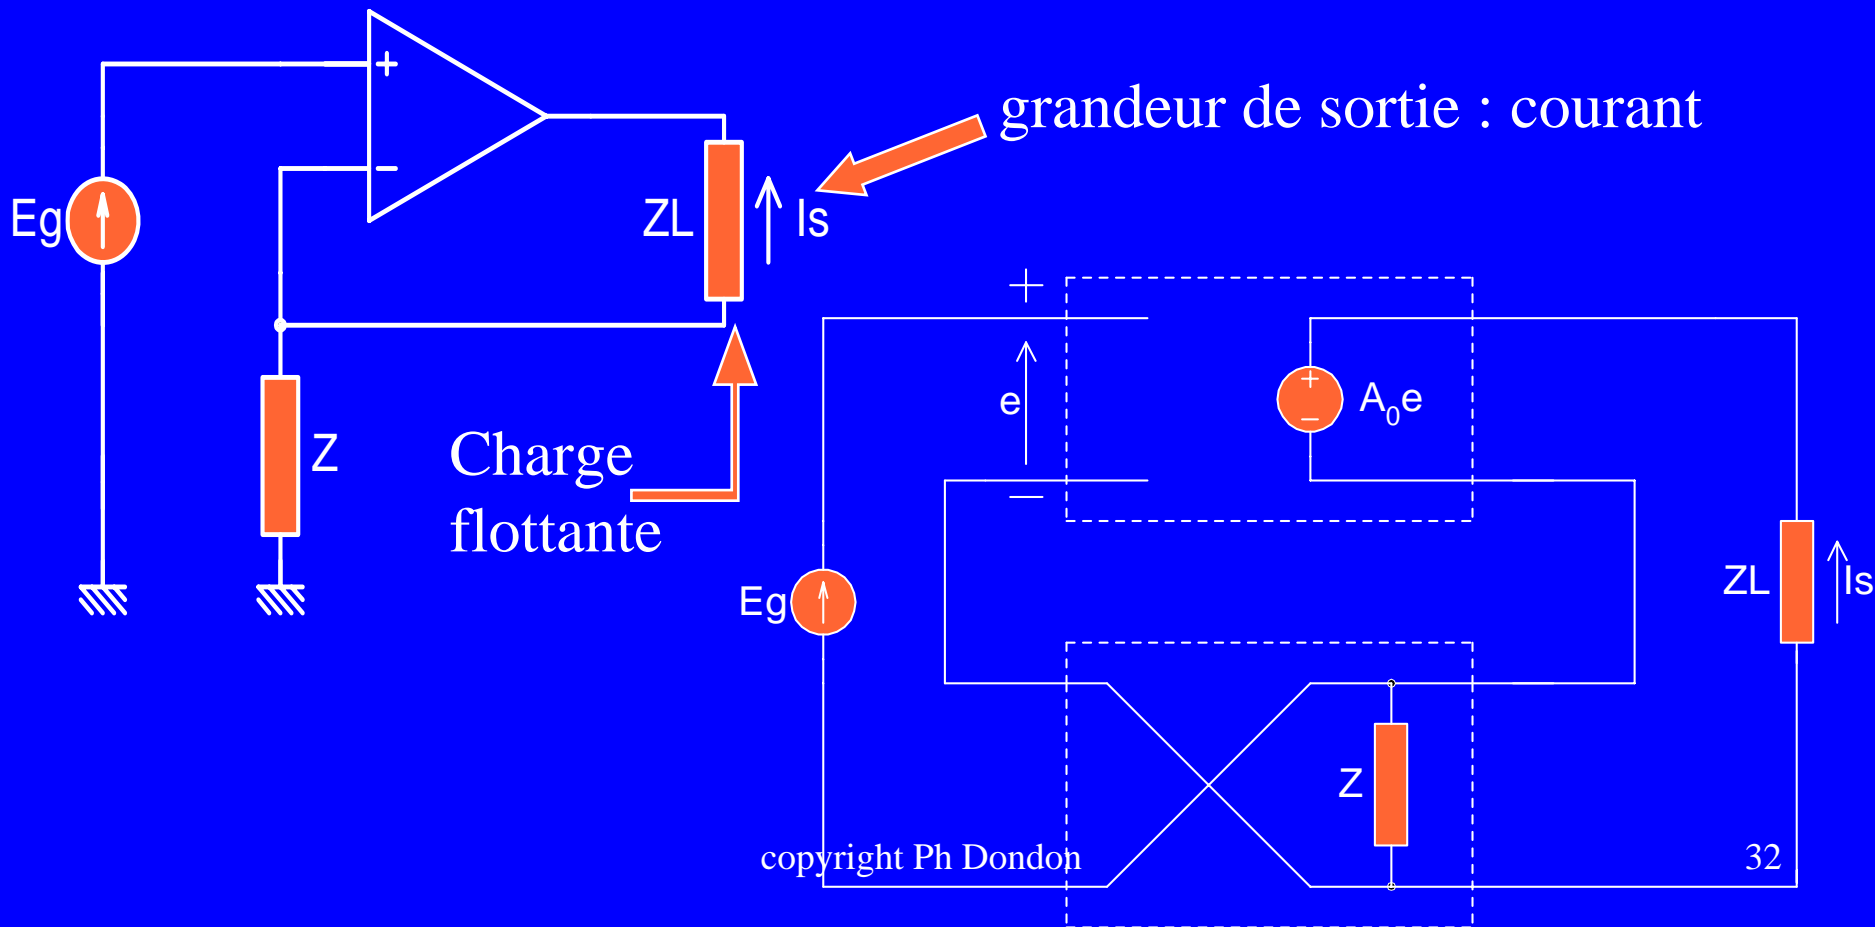 +
grandeur de sortie : courant
−
Eg
ZL
Is
+
e
+
−
A₀e
Z
Charge
flottante
−
Eg
ZL
Is
Z
copyright Ph Dondon
32